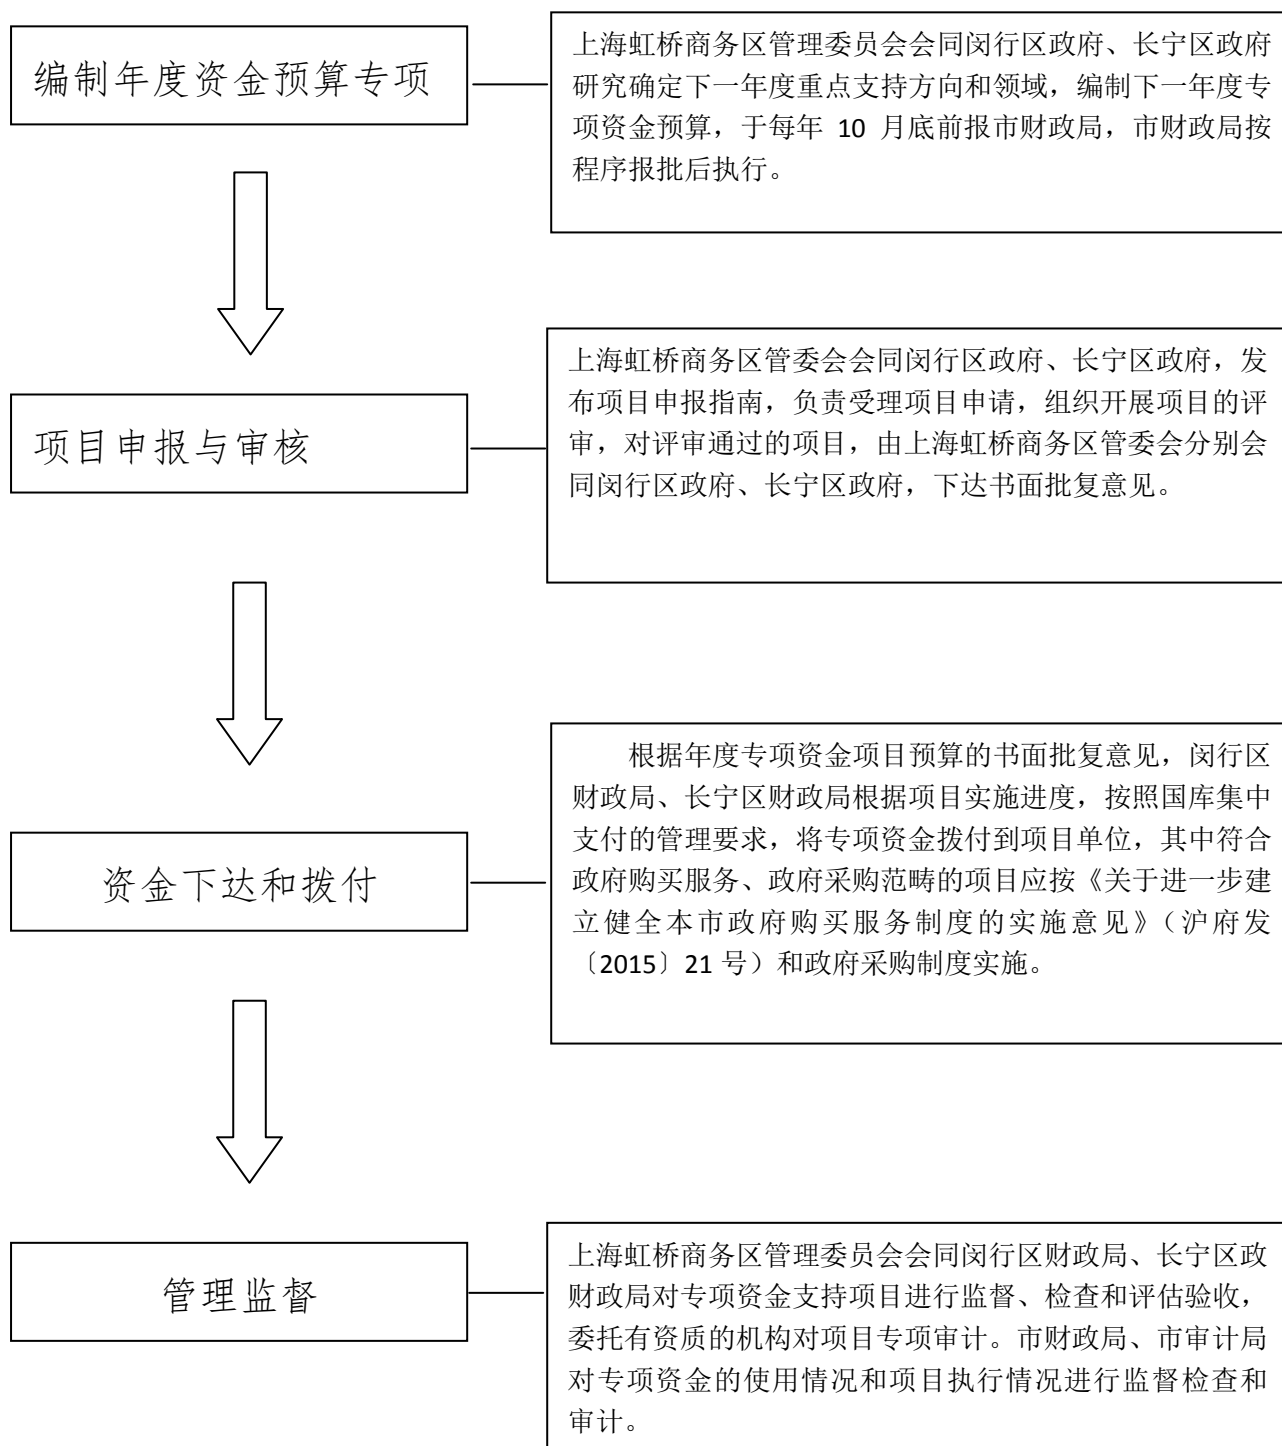 编制年度资金预算专项
上海虹桥商务区管理委员会会同闵行区政府、长宁区政府
研究确定下一年度重点支持方向和领域，编制下一年度专
项资金预算，于每年 10 月底前报市财政局，市财政局按
程序报批后执行。
项目申报与审核
上海虹桥商务区管委会会同闵行区政府、长宁区政府，发
布项目申报指南，负责受理项目申请，组织开展项目的评
审，对评审通过的项目，由上海虹桥商务区管委会分别会
同闵行区政府、长宁区政府，下达书面批复意见。
资金下达和拨付
根据年度专项资金项目预算的书面批复意见，闵行区
财政局、长宁区财政局根据项目实施进度，按照国库集中
支付的管理要求，将专项资金拨付到项目单位，其中符合
政府购买服务、政府采购范畴的项目应按《关于进一步建
立健全本市政府购买服务制度的实施意见》（沪府发
〔2015〕21 号）和政府采购制度实施。
管理监督
上海虹桥商务区管理委员会会同闵行区财政局、长宁区政
财政局对专项资金支持项目进行监督、检查和评估验收，
委托有资质的机构对项目专项审计。市财政局、市审计局
对专项资金的使用情况和项目执行情况进行监督检查和
审计。